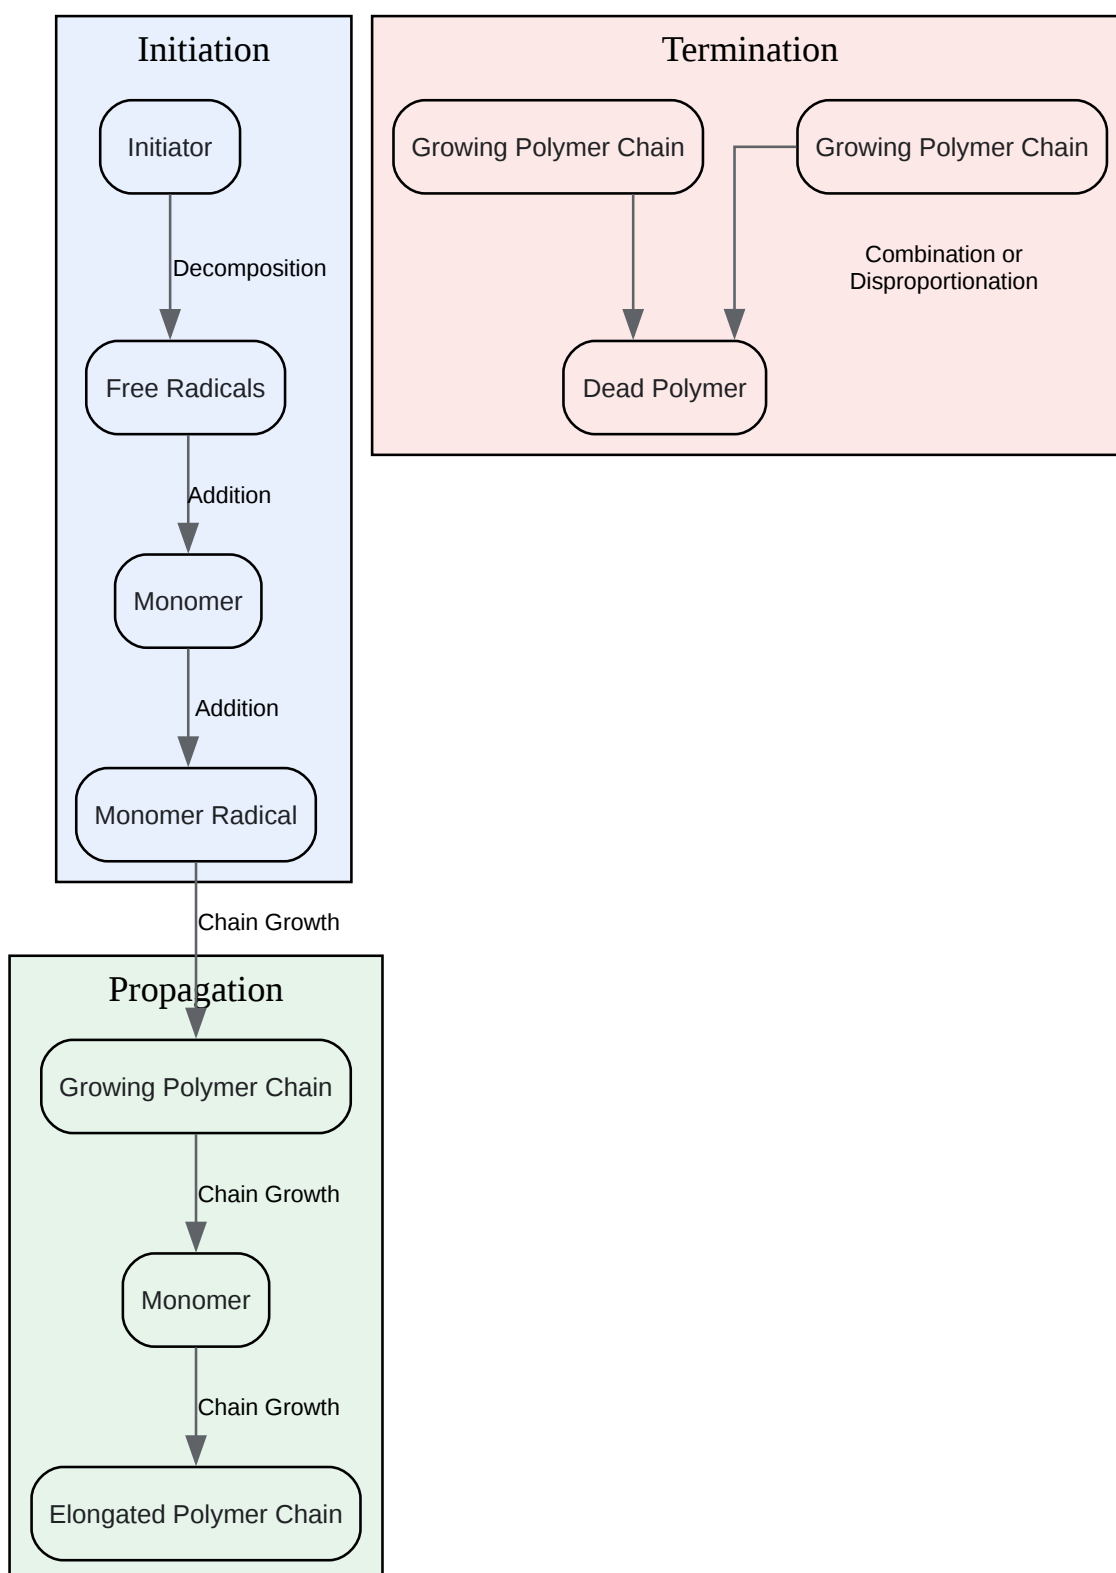 Initiation
Initiator
Decomposition
Free Radicals
Addition
Monomer
Addition
Monomer Radical
Chain Growth
Propagation
Growing Polymer Chain
Chain Growth
Monomer
Chain Growth
Elongated Polymer Chain
Termination
Growing Polymer Chain
Growing Polymer Chain
Combination or
Disproportionation
Dead Polymer